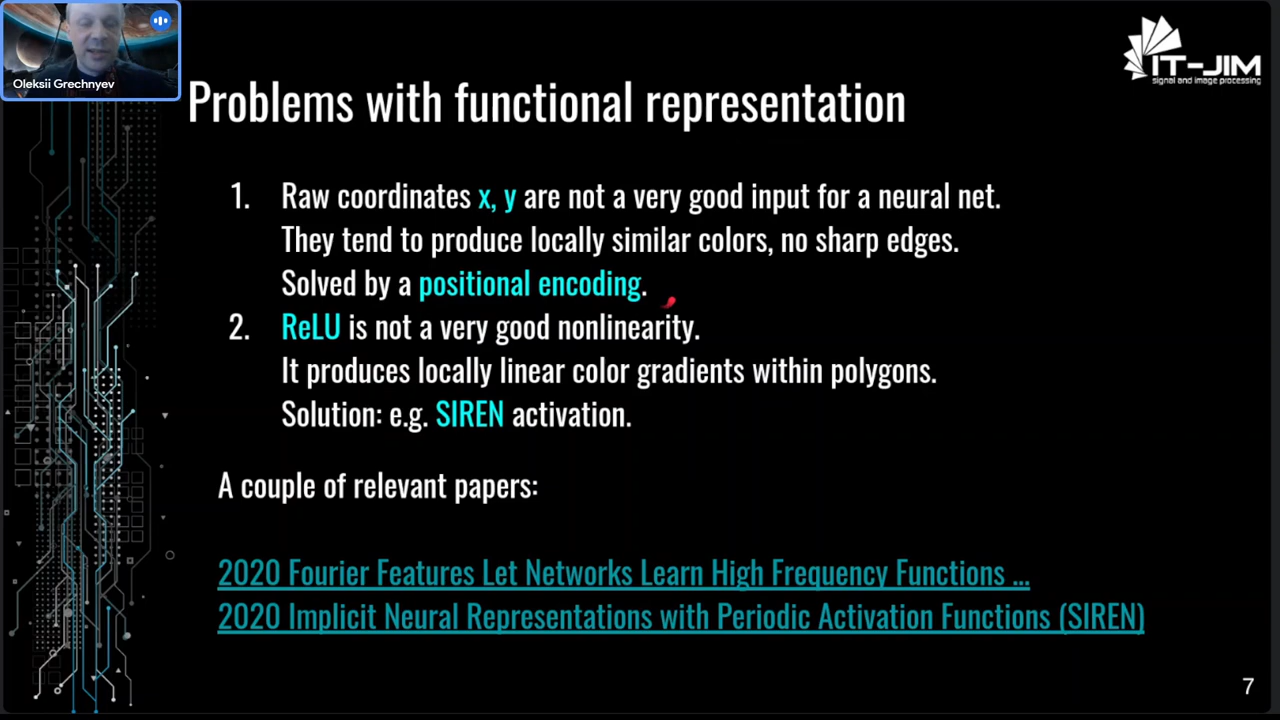 Oleksii Grechnyev
IT-JIM
signal and image processing
Problems with functional representation
1. Raw coordinates x, y are not a very good input for a neural net.
They tend to produce locally similar colors, no sharp edges.
Solved by a positional encoding.
2. ReLU is not a very good nonlinearity.
It produces locally linear color gradients within polygons.
Solution: e.g. SIREN activation.
A couple of relevant papers:
2020 Fourier Features Let Networks Learn High Frequency Functions ...
2020 Implicit Neural Representations with Periodic Activation Functions (SIREN)
7